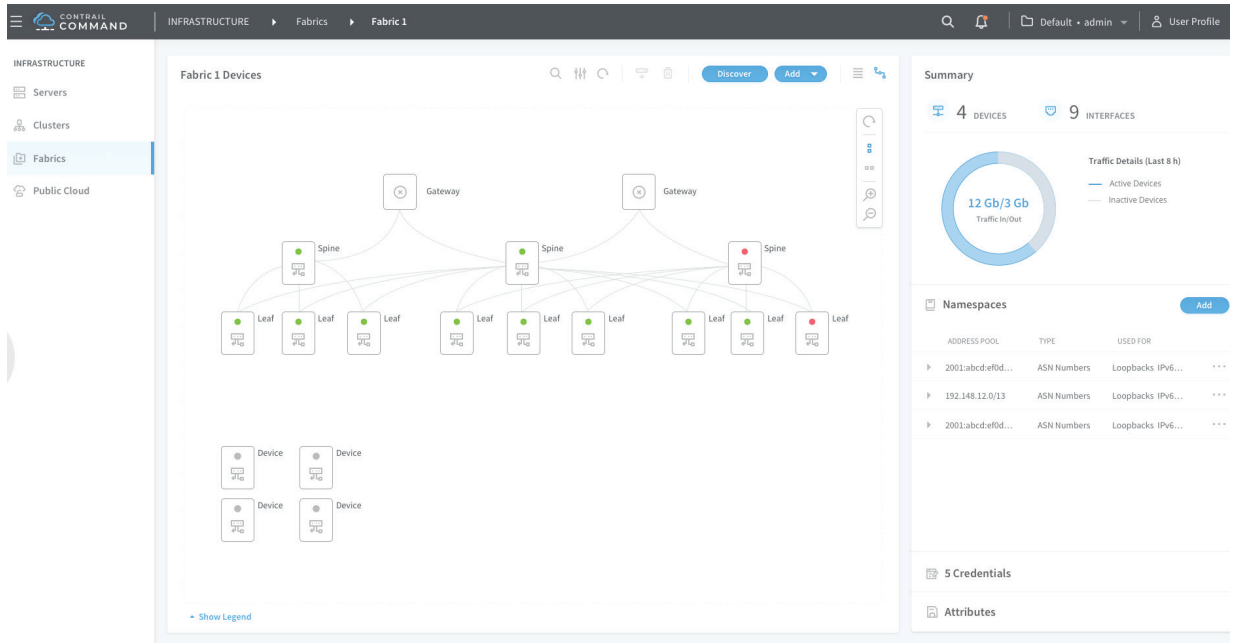 CONTRAIL
COMMAND
INFRASTRUCTURE Fabrics Fabric 1
Default • admin
User Profile
INFRASTRUCTURE
Servers
Clusters
Fabrics
Public Cloud
Fabric 1 Devices
Discover
Add
Gateway Gateway
Spine Spine Spine
Leaf Leaf Leaf Leaf Leaf Leaf Leaf Leaf Leaf
Device Device
Device Device
Show Legend
Summary
4 DEVICES 9 INTERFACES
12 Gb/3 Gb
Traffic In/Out
Traffic Details (Last 8 h)
Active Devices
Inactive Devices
Namespaces Add
ADDRESS POOL TYPE USED FOR
2001:abcd:ef0d... ASN Numbers Loopbacks IPv6...
192.148.12.0/13 ASN Numbers Loopbacks IPv6...
2001:abcd:ef0d... ASN Numbers Loopbacks IPv6...
5 Credentials
Attributes